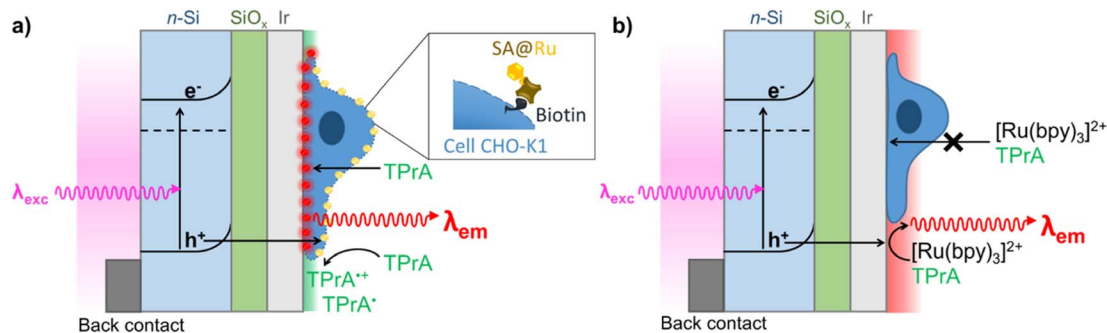 a)
n-Si
SiOₓ
Ir
e⁻
λexc
h⁺
Back contact
SA@Ru
Biotin
Cell CHO-K1
TPrA
λem
TPrA
TPrA•+
TPrA•
b)
n-Si
SiOₓ
Ir
e⁻
λexc
h⁺
Back contact
[Ru(bpy)₃]²⁺
TPrA
λem
[Ru(bpy)₃]²⁺
TPrA